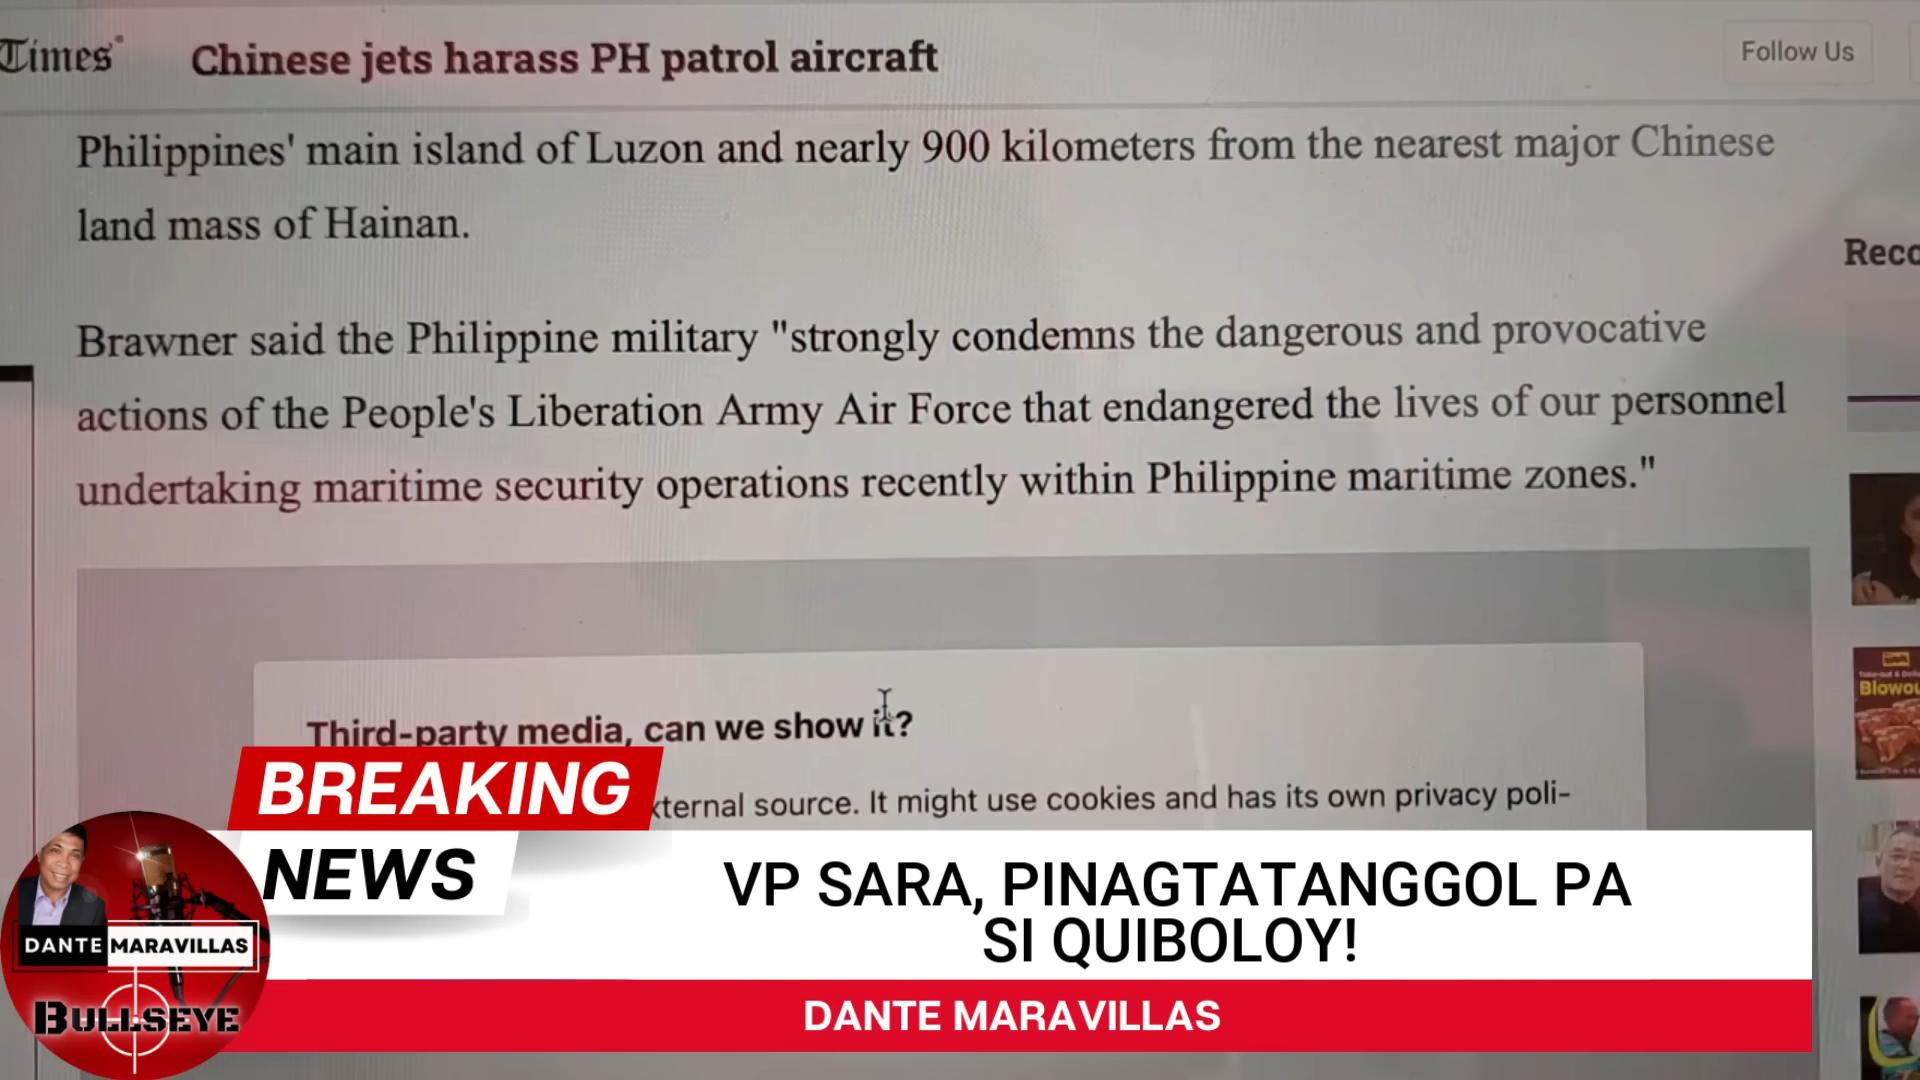 Times
Chinese jets harass PH patrol aircraft
Follow Us
Philippines' main island of Luzon and nearly 900 kilometers from the nearest major Chinese
land mass of Hainan.
Reco
Brawner said the Philippine military "strongly condemns the dangerous and provocative
actions of the People's Liberation Army Air Force that endangered the lives of our personnel
undertaking maritime security operations recently within Philippine maritime zones."
Third-party media, can we show it?
xternal source. It might use cookies and has its own privacy poli-
Blowou
BREAKING
NEWS
VP SARA, PINAGTATANGGOL PA
SI QUIBOLOY!
DANTE MARAVILLAS
DANTE MARAVILLAS
BULLSEYE